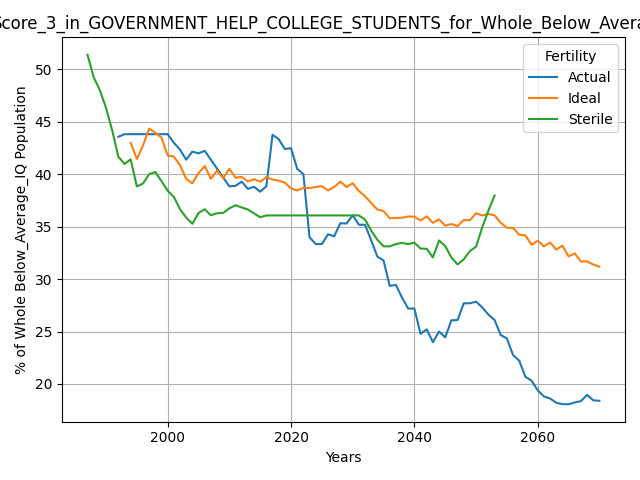 Score_3_in_GOVERNMENT_HELP_COLLEGE_STUDENTS_for_Whole_Below_Avera
% of Whole Below_Average_IQ Population
50
45
40
35
30
25
20
Fertility
Actual
Ideal
Sterile
2000
2020
2040
2060
Years